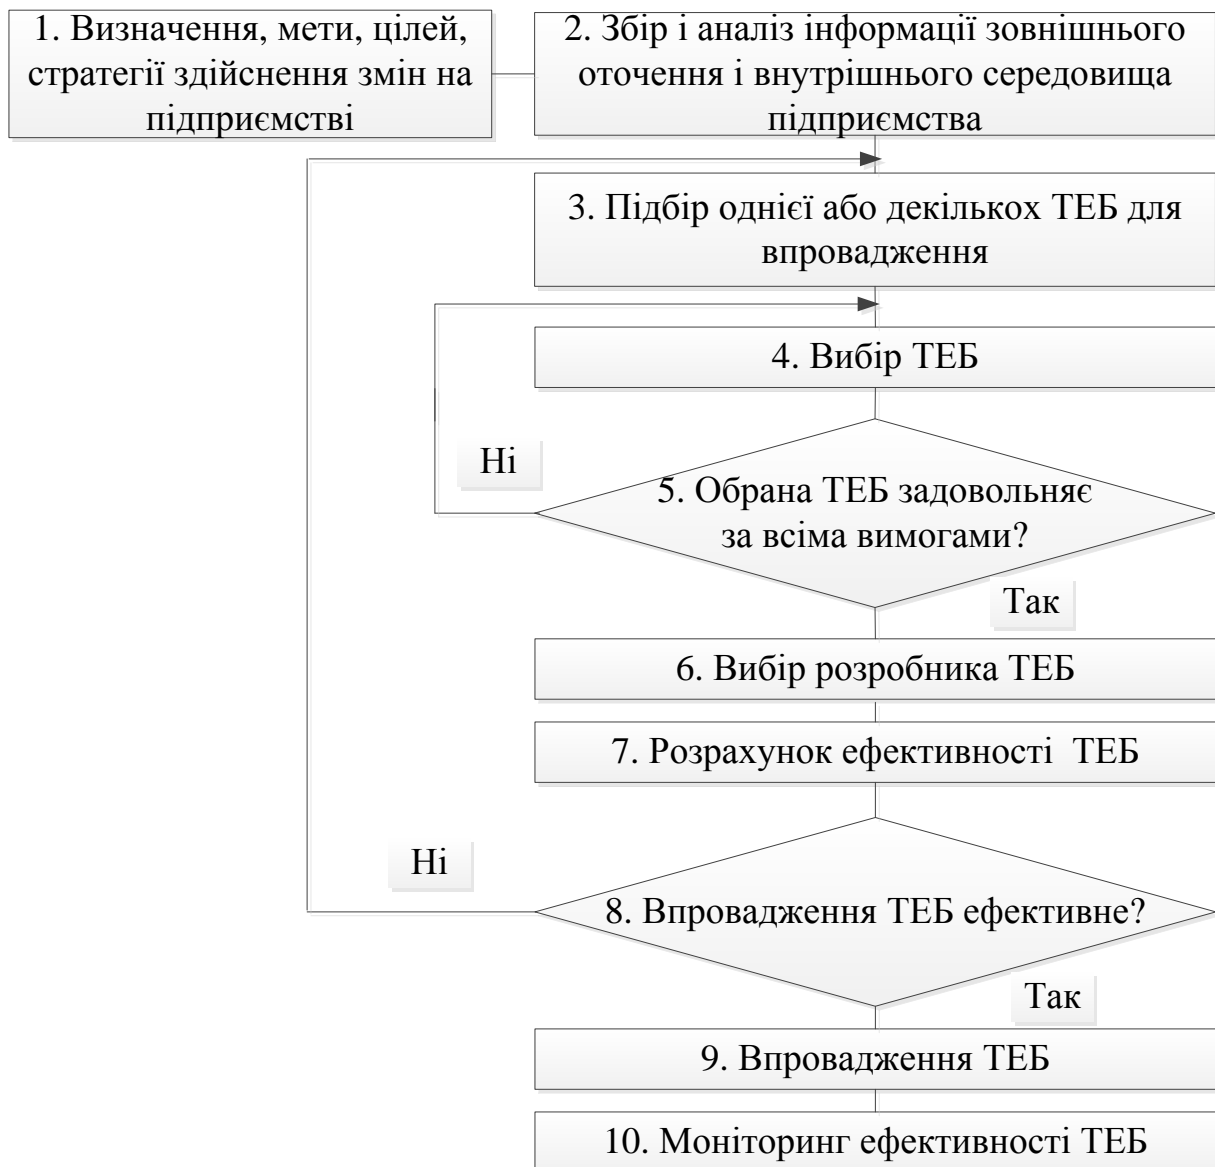 1. Визначення, мети, цілей,
стратегії здійснення змін на
підприємстві
2. Збір і аналіз інформації зовнішнього
оточення і внутрішнього середовища
підприємства
3. Підбір однієї або декількох ТЕБ для
впровадження
4. Вибір ТЕБ
Ні
5. Обрана ТЕБ задовольняє
за всіма вимогами?
Так
6. Вибір розробника ТЕБ
7. Розрахунок ефективності ТЕБ
Ні
8. Впровадження ТЕБ ефективне?
Так
9. Впровадження ТЕБ
10. Моніторинг ефективності ТЕБ